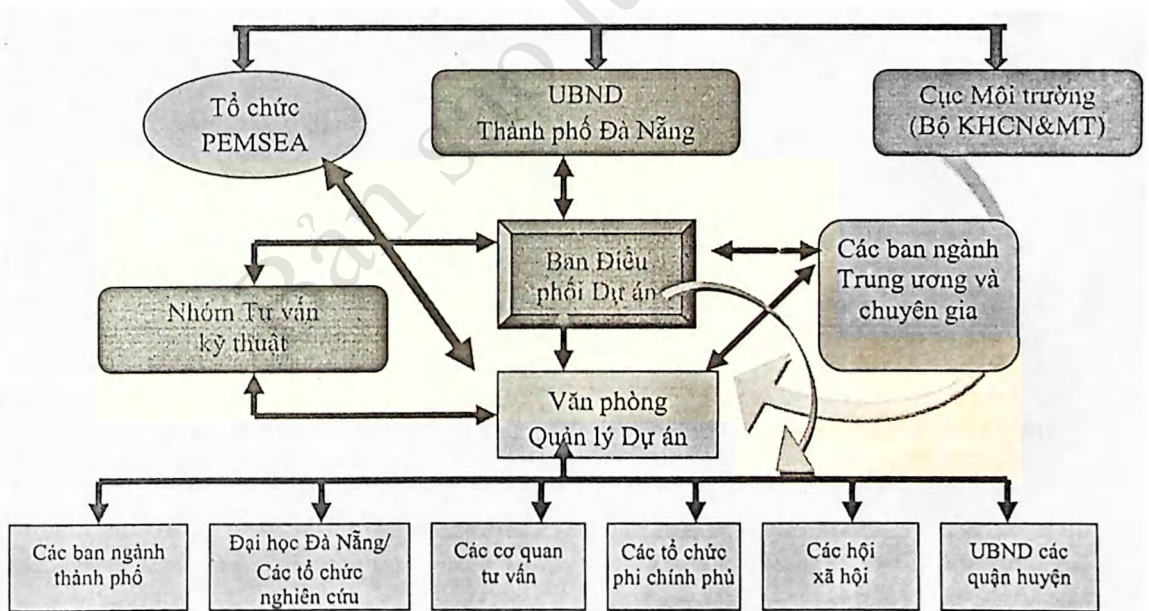 Tổ chức
PEMSEA
UBND
Thành phố Đà Nẵng
Cục Môi trường
(Bộ KHCN&MT)
Ban Điều
phối Dự án
Các ban ngành
Trung ương và
chuyên gia
Nhóm Tư vấn
kỹ thuật
Văn phòng
Quản lý Dự án
Các ban ngành
thành phố
Đại học Đà Nẵng/
Các tổ chức
nghiên cứu
Các cơ quan
tư vấn
Các tổ chức
phi chính phủ
Các hội
xã hội
UBND các
quận huyện
Bản